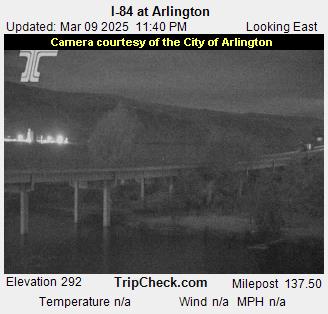 I-84 at Arlington
Updated: Mar 09 2025 11:40 PM Looking East
Camera courtesy of the City of Arlington
Elevation 292 TripCheck.com Milepost 137.50
Temperature n/a Wind n/a MPH n/a